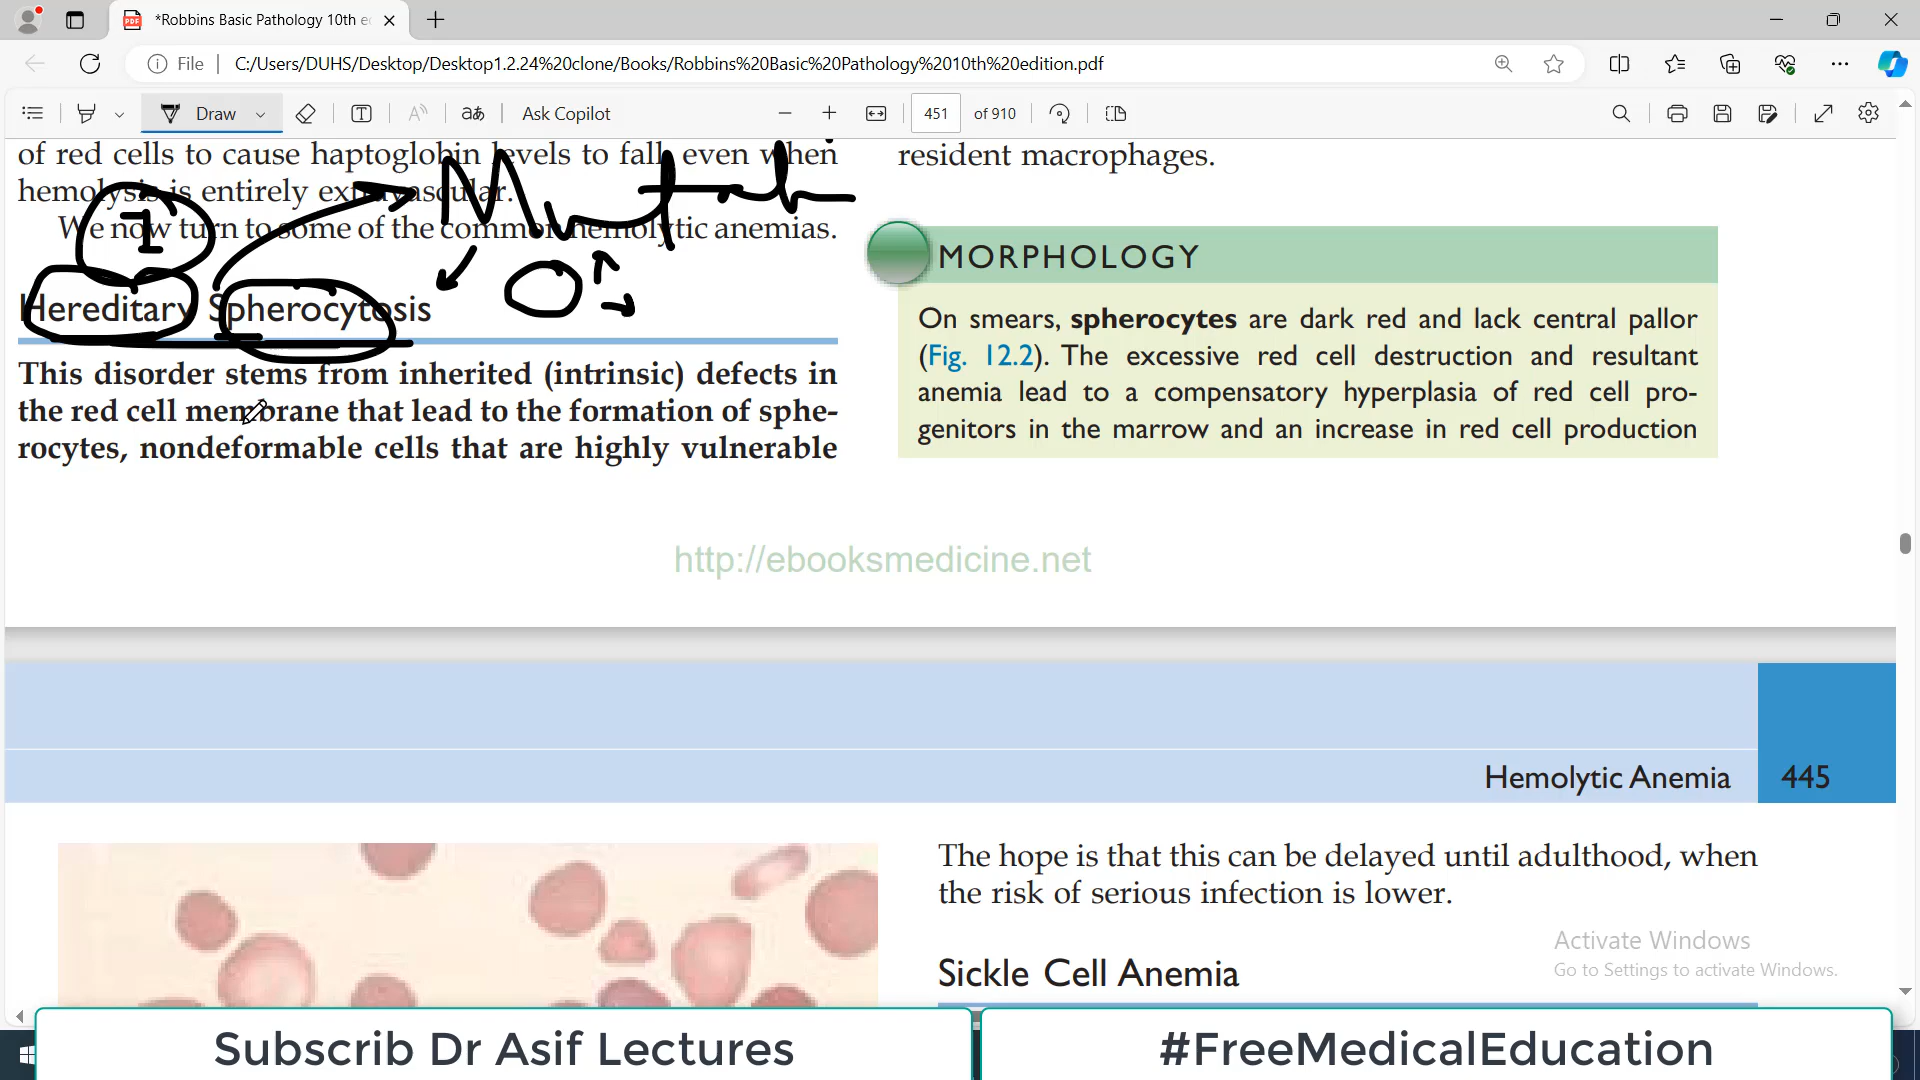 *Robbins Basic Pathology 10th e
File
C:/Users/DUHS/Desktop/Desktop1.2.24%20clone/Books/Robbins%20Basic%20Pathology%2010th%20edition.pdf
Draw
aあ
Ask Copilot
451
of 910
of red cells to cause haptoglobin levels to fall even when
hemolysis is entirely extravascular.
We now turn to some of the common hemolytic anemias.
1
Hereditary Spherocytosis
This disorder stems from inherited (intrinsic) defects in
the red cell membrane that lead to the formation of sphe-
rocytes, nondeformable cells that are highly vulnerable
resident macrophages.
MORPHOLOGY
On smears, spherocytes are dark red and lack central pallor
(Fig. 12.2). The excessive red cell destruction and resultant
anemia lead to a compensatory hyperplasia of red cell pro-
genitors in the marrow and an increase in red cell production
http://ebooksmedicine.net
Hemolytic Anemia 445
The hope is that this can be delayed until adulthood, when
the risk of serious infection is lower.
Sickle Cell Anemia
Activate Windows
Go to Settings to activate Windows.
Subscrib Dr Asif Lectures
#FreeMedicalEducation